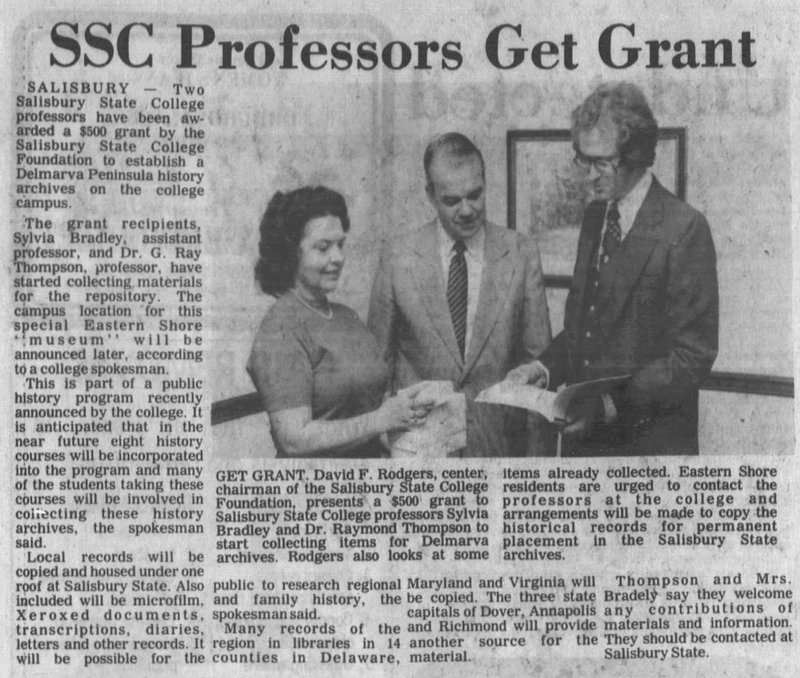 SSC Professors Get Grant
SALISBURY — Two
Salisbury State College
professors have been aw-
arded a $500 grant by the
Salisbury State College
Foundation to establish a
Delmarva Peninsula history
archives on the college
campus.
The grant recipients,
Sylvia Bradley, assistant
professor, and Dr. G. Ray
Thompson, professor, have
started collecting materials
for the repository. The
campus location for this
special Eastern Shore
"museum" will be
announced later, according
to a college spokesman.
This is part of a public
history program recently
announced by the college. It
is anticipated that in the
near future eight history
courses will be incorporated
into the program and many
of the students taking these
courses will be involved in
collecting these history
archives, the spokesman
said.
Local records will be
copied and housed under one
roof at Salisbury State. Also
included will be microfilm,
Xeroxed documents,
transcriptions, diaries,
letters and other records. It
will be possible for the
GET GRANT. David F. Rodgers, center,
chairman of the Salisbury State College
Foundation, presents a $500 grant to
Salisbury State College professors Sylvia
Bradley and Dr. Raymond Thompson to
start collecting items for Delmarva
archives. Rodgers also looks at some
items already collected. Eastern Shore
residents are urged to contact the
professors at the college and
arrangements will be made to copy the
historical records for permanent
placement in the Salisbury State
archives.
public to research regional
and family history, the
spokesman said.
Many records of the
region in libraries in 14
counties in Delaware,
Maryland and Virginia will
be copied. The three state
capitals of Dover, Annapolis
and Richmond will provide
another source for the
material.
Thompson and Mrs.
Bradely say they welcome
any contributions of
materials and information.
They should be contacted at
Salisbury State.